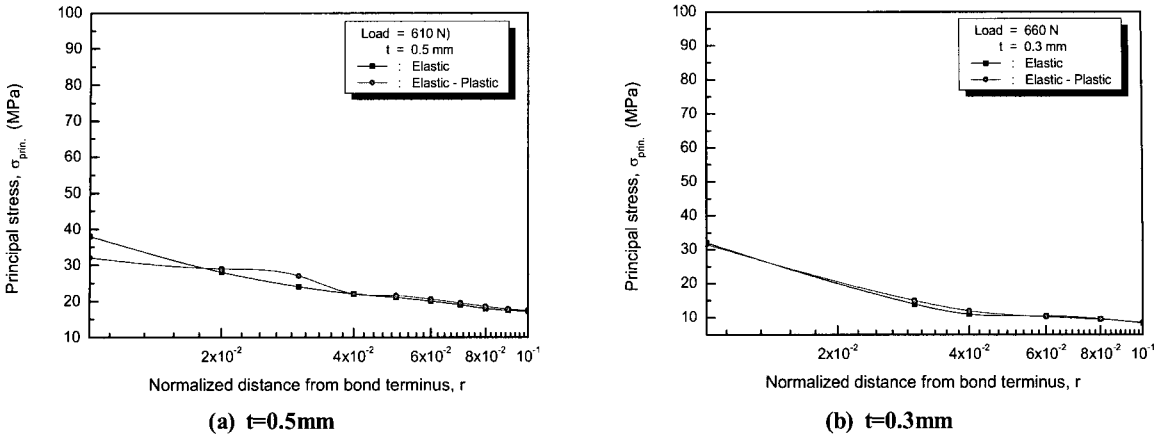 100
90
80
70
60
50
40
30
20
10
Principal stress, σprin. (MPa)
Load = 610 N)
t = 0.5 mm
: Elastic
: Elastic - Plastic
2x10-2
4x10-2
6x10-2
8x10-2
10-1
Normalized distance from bond terminus, r
(a) t=0.5mm
100
90
80
70
60
50
40
30
20
10
Principal stress, σprin. (MPa)
Load = 660 N
t = 0.3 mm
: Elastic
: Elastic - Plastic
2x10-2
4x10-2
6x10-2
8x10-2
10-1
Normalized distance from bond terminus, r
(b) t=0.3mm